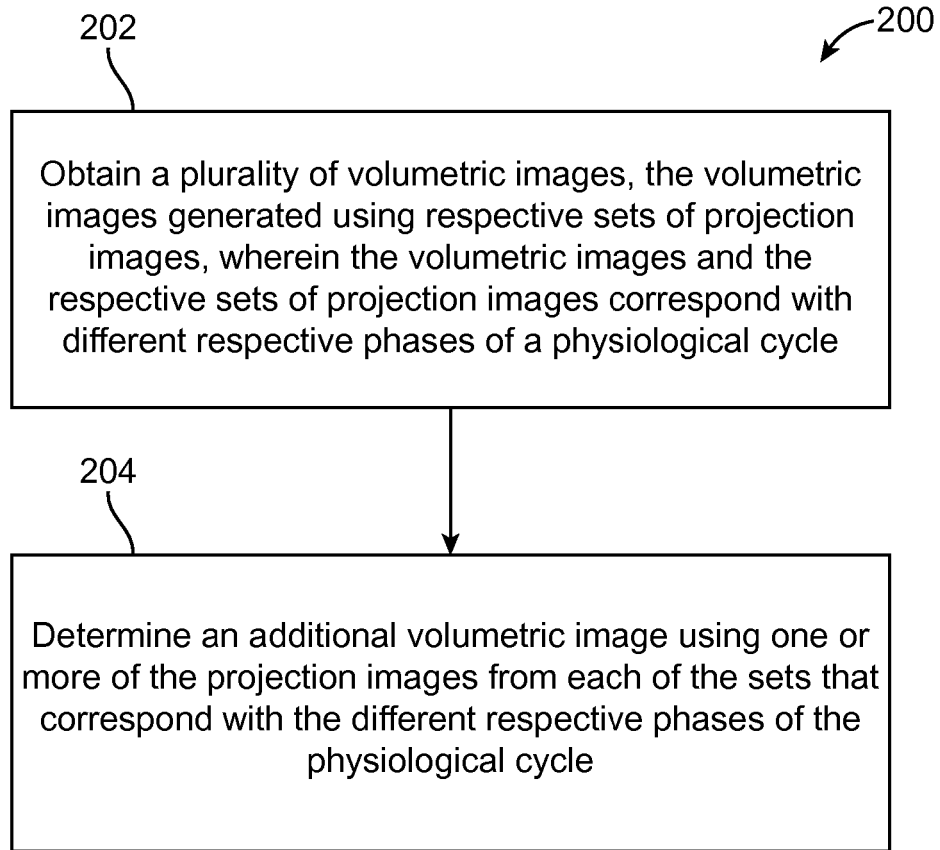 202
200
Obtain a plurality of volumetric images, the volumetric
images generated using respective sets of projection
images, wherein the volumetric images and the
respective sets of projection images correspond with
different respective phases of a physiological cycle
204
Determine an additional volumetric image using one or
more of the projection images from each of the sets that
correspond with the different respective phases of the
physiological cycle